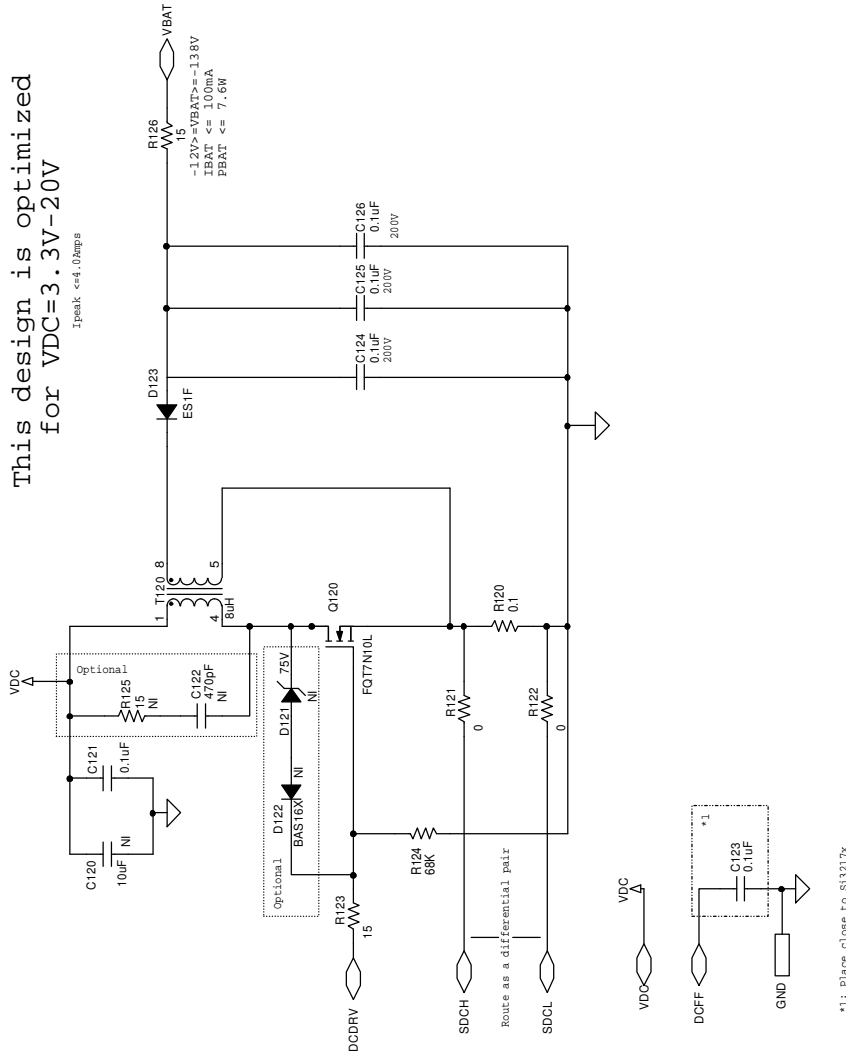 This design is optimized
for VDC=3.3V-20V
Ipeak <=4.0Amps
VDC
Optional
R125
15
NI
C122
470pF
NI
C121
0.1uF
C120
10uF
NI
T120
1
8
4
5
8uH
D123
ES1F
R126
15
VBAT
-12V>=VBAT>=-138V
IBAT <= 100mA
PBAT <= 7.6W
C124
0.1uF
200V
C125
0.1uF
200V
C126
0.1uF
200V
Optional
D122
BAS16X
NI
D121
75V
NI
Q120
FQT7N10L
DCDRV
R123
15
R124
68K
R121
0
R120
0.1
R122
0
SDCH
Route as a differential pair
SDCL
VDC
VDC
DCFF
*1
C123
0.1uF
GND
*1: Place close to Si3217x